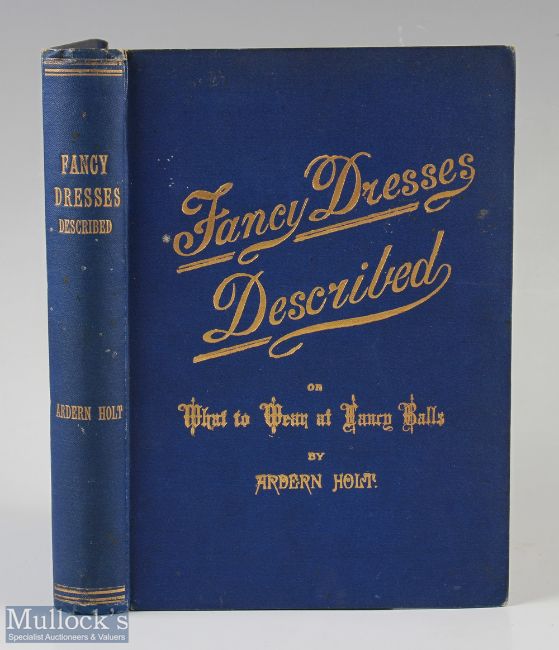 FANCY
DRESSES
DESCRIBED
ARDERN HOLT
Fancy Dresses
Described
OR
What to Wear at Fancy Balls
BY
ARDERN HOLT.
Mullock's
Specialist Auctioneers & Valuers